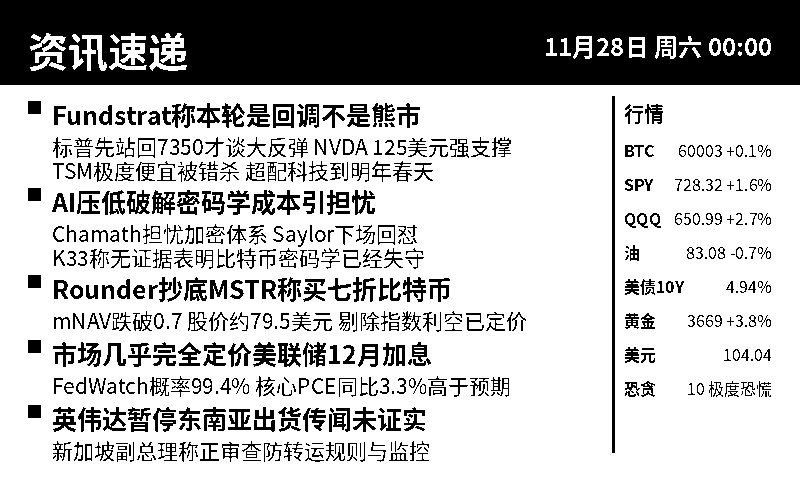 资讯速递
11月28日 周六 00:00
Fundstrat称本轮是回调不是熊市
标普先站回7350才谈大反弹 NVDA 125美元强支撑
TSM极度便宜被错杀 超配科技到明年春天
AI压低破解密码学成本引担忧
Chamath担忧加密体系 Saylor下场回怼
K33称无证据表明比特币密码学已经失守
Rounder抄底MSTR称买七折比特币
mNAV跌破0.7 股价约79.5美元 剔除指数利空已定价
市场几乎完全定价美联储12月加息
FedWatch概率99.4% 核心PCE同比3.3%高于预期
英伟达暂停东南亚出货传闻未证实
新加坡副总理称正审查防转运规则与监控
行情
BTC 60003 +0.1%
SPY 728.32 +1.6%
QQQ 650.99 +2.7%
油 83.08 -0.7%
美债10Y 4.94%
黄金 3669 +3.8%
美元 104.04
恐贪 10 极度恐慌